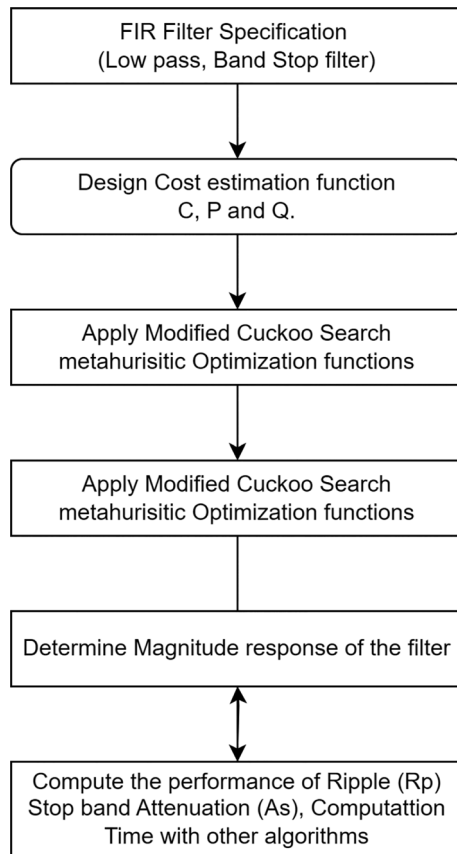 FIR Filter Specification
(Low pass, Band Stop filter)
Design Cost estimation function
C, P and Q.
Apply Modified Cuckoo Search
metahurisitic Optimization functions
Apply Modified Cuckoo Search
metahurisitic Optimization functions
Determine Magnitude response of the filter
Compute the performance of Ripple (Rp)
Stop band Attenuation (As), Computattion
Time with other algorithms